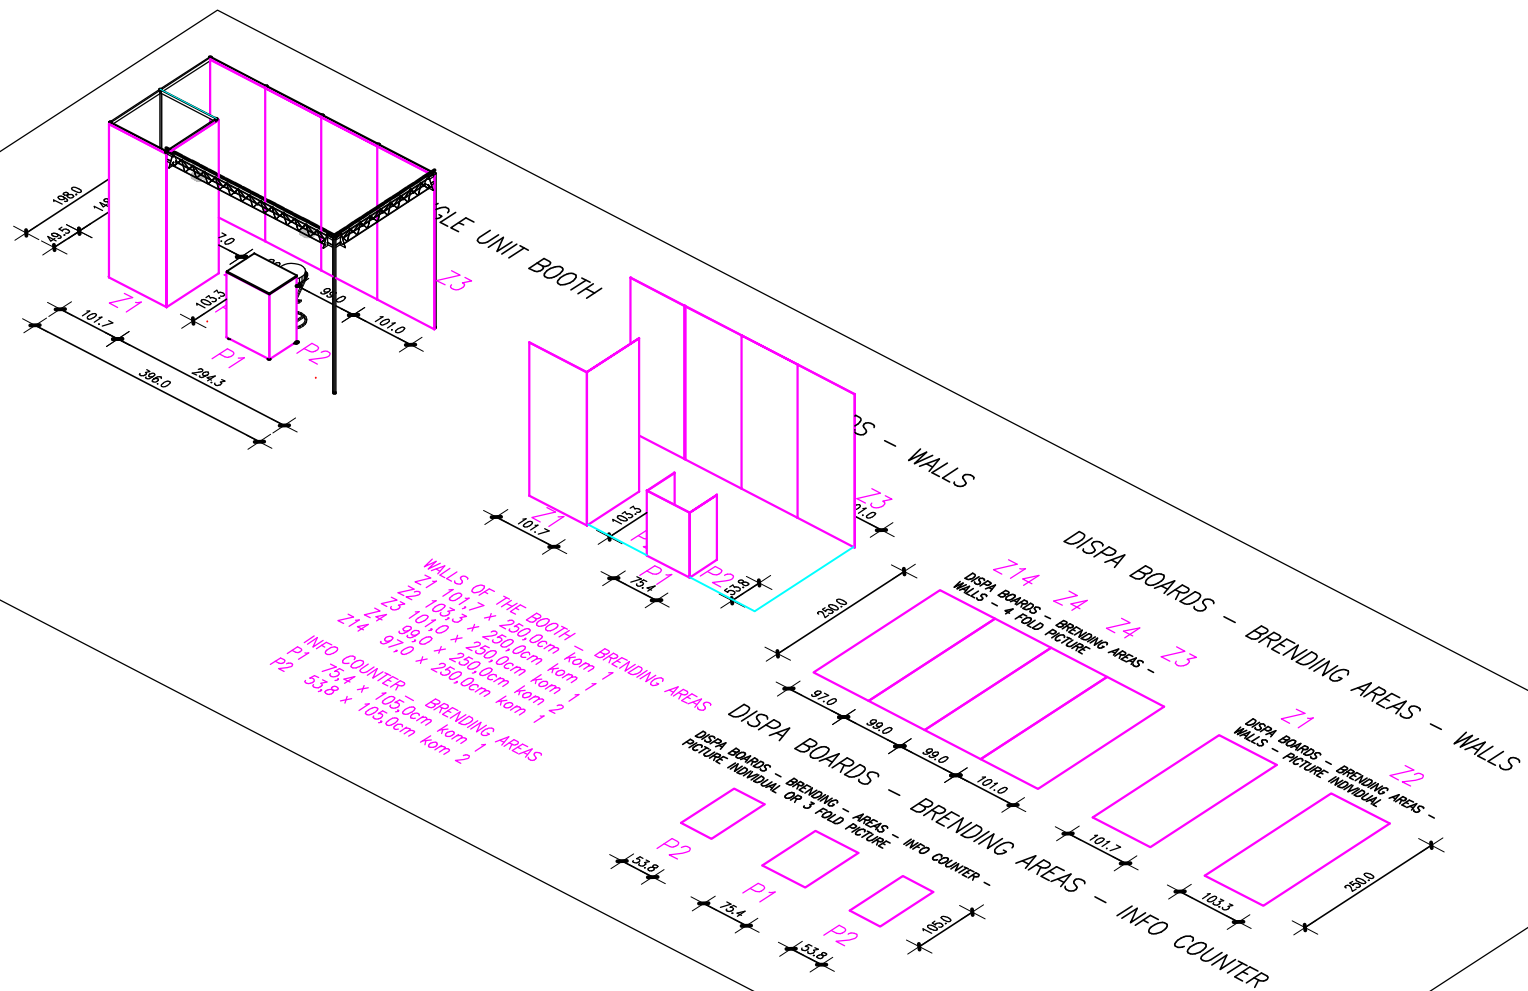 GLE UNIT BOOTH
198.0
49.5
148
7.0
Z3
Z1
103.3
99.0
101.0
101.7
P1
P2
294.3
396.0
DS - WALLS
Z3
01.0
Z1
101.7
103.3
P1
P2
75.4
53.8
WALLS OF THE BOOTH - BRENDING AREAS
Z1 101,7 x 250,0cm kom 1
Z2 103,3 x 250,0cm kom 1
Z3 101,0 x 250,0cm kom 1
Z4 99,0 x 250,0cm kom 2
Z14 97,0 x 250,0cm kom 1
INFO COUNTER - BRENDING AREAS
P1 75,4 x 105,0cm kom 1
P2 53,8 x 105,0cm kom 2
DISPA BOARDS - BRENDING AREAS - WALLS
Z14
Z4
Z4
Z3
DISPA BOARDS - BRENDING AREAS -
WALLS - 4 FOLD PICTURE
250.0
97.0
99.0
99.0
101.0
Z1
Z2
DISPA BOARDS - BRENDING AREAS -
WALLS - PICTURE INDIVIDUAL
101.7
103.3
250.0
DISPA BOARDS - BRENDING AREAS - INFO COUNTER
DISPA BOARDS - BRENDING - AREAS - INFO COUNTER -
PICTURE INDIVIDUAL OR 3 FOLD PICTURE
P2
53.8
P1
75.4
P2
53.8
105.0